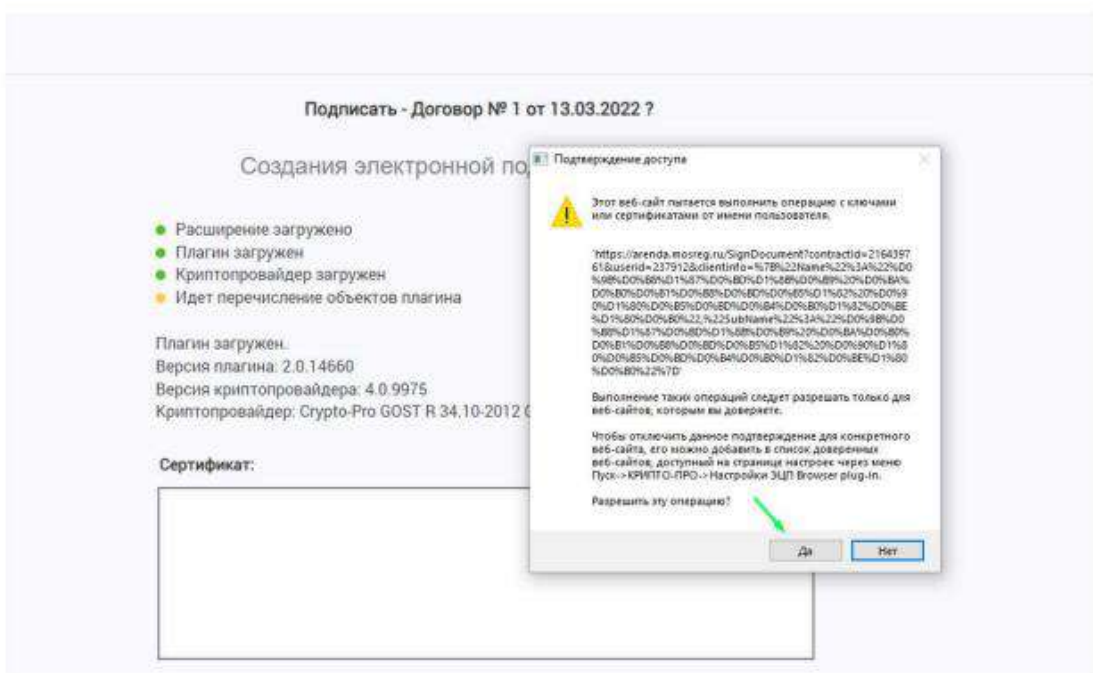 Подписать - Договор № 1 от 13.03.2022 ?
Создания электронной по
Расширение загружено
Плагин загружен
Криптопровайдер загружен
Идет перечисление объектов плагина
Плагин загружен.
Версия плагина: 2.0.14660
Версия криптопровайдера: 4.0.9975
Криптопровайдер: Crypto-Pro GOST R 34.10-2012
Сертификат:
Подтверждение доступа
Этот веб-сайт пытается выполнить операцию с ключами
или сертификатами от имени пользователя.
Выполнение таких операций следует разрешать только для
веб-сайтов, которым вы доверяете.
Чтобы отключить данное подтверждение для конкретного
веб-сайта, его можно добавить в список доверенных
веб-сайтов, доступный на странице настроек через меню
Пуск->КРИПТО-ПРО->Настройки ЭЦП Browser plug-in.
Разрешить эту операцию?
Да
Нет